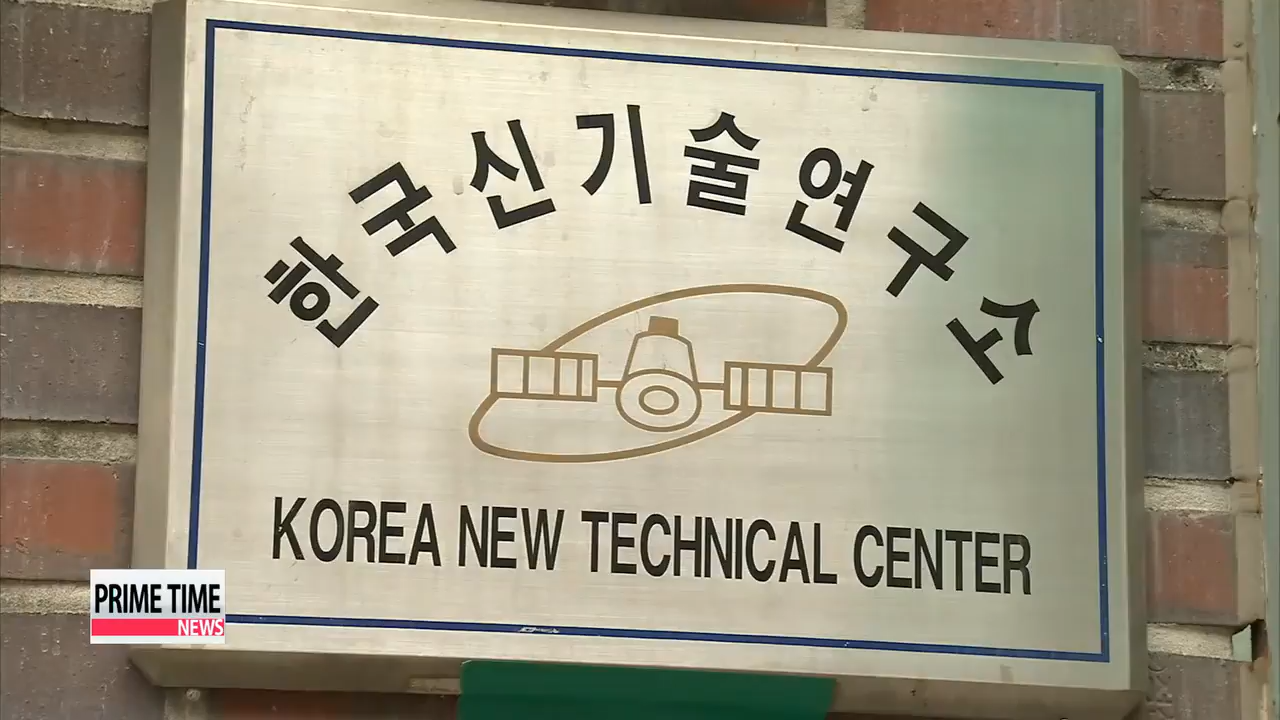 한국신기술연구소
KOREA NEW TECHNICAL CENTER
PRIME TIME
NEWS